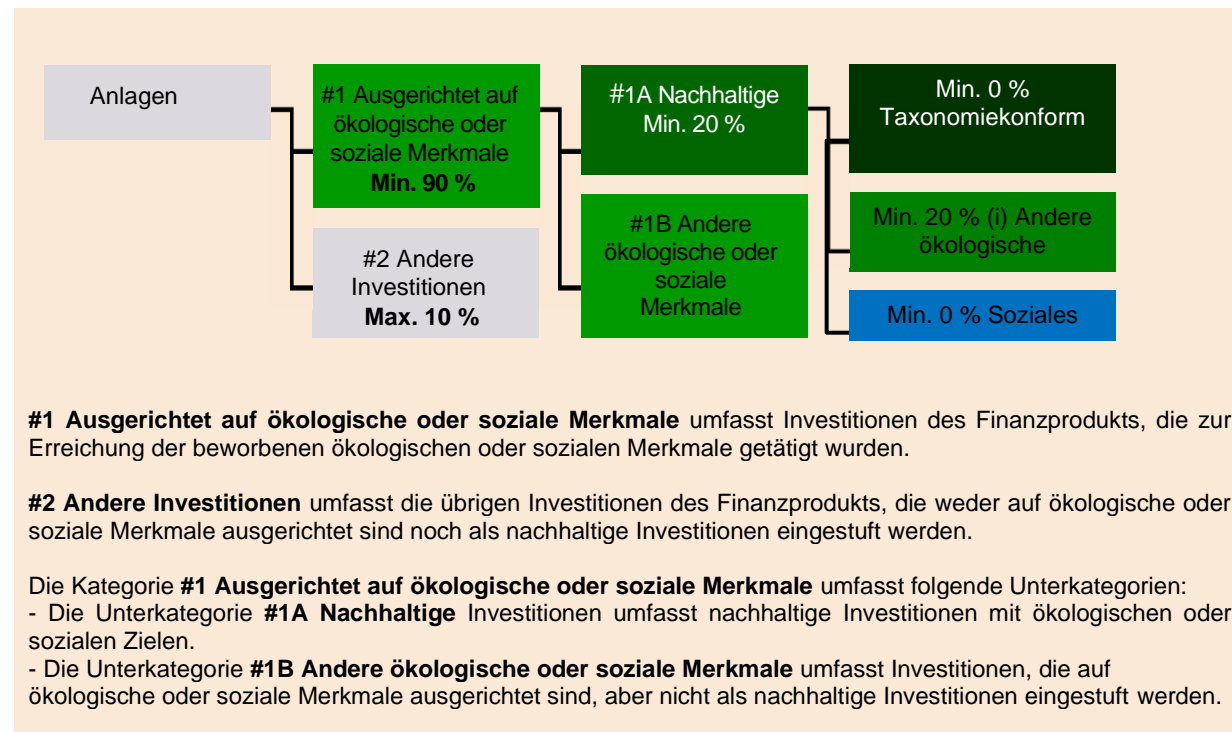 Anlagen
#1 Ausgerichtet auf
ökologische oder
soziale Merkmale
Min. 90 %
#2 Andere
Investitionen
Max. 10 %
#1A Nachhaltige
Min. 20 %
#1B Andere
ökologische oder
soziale
Merkmale
Min. 0 %
Taxonomiekonform
Min. 20 % (i) Andere
ökologische
Min. 0 % Soziales
#1 Ausgerichtet auf ökologische oder soziale Merkmale umfasst Investitionen des Finanzprodukts, die zur
Erreichung der beworbenen ökologischen oder sozialen Merkmale getätigt wurden.
#2 Andere Investitionen umfasst die übrigen Investitionen des Finanzprodukts, die weder auf ökologische oder
soziale Merkmale ausgerichtet sind noch als nachhaltige Investitionen eingestuft werden.
Die Kategorie #1 Ausgerichtet auf ökologische oder soziale Merkmale umfasst folgende Unterkategorien:
- Die Unterkategorie #1A Nachhaltige Investitionen umfasst nachhaltige Investitionen mit ökologischen oder
sozialen Zielen.
- Die Unterkategorie #1B Andere ökologische oder soziale Merkmale umfasst Investitionen, die auf
ökologische oder soziale Merkmale ausgerichtet sind, aber nicht als nachhaltige Investitionen eingestuft werden.